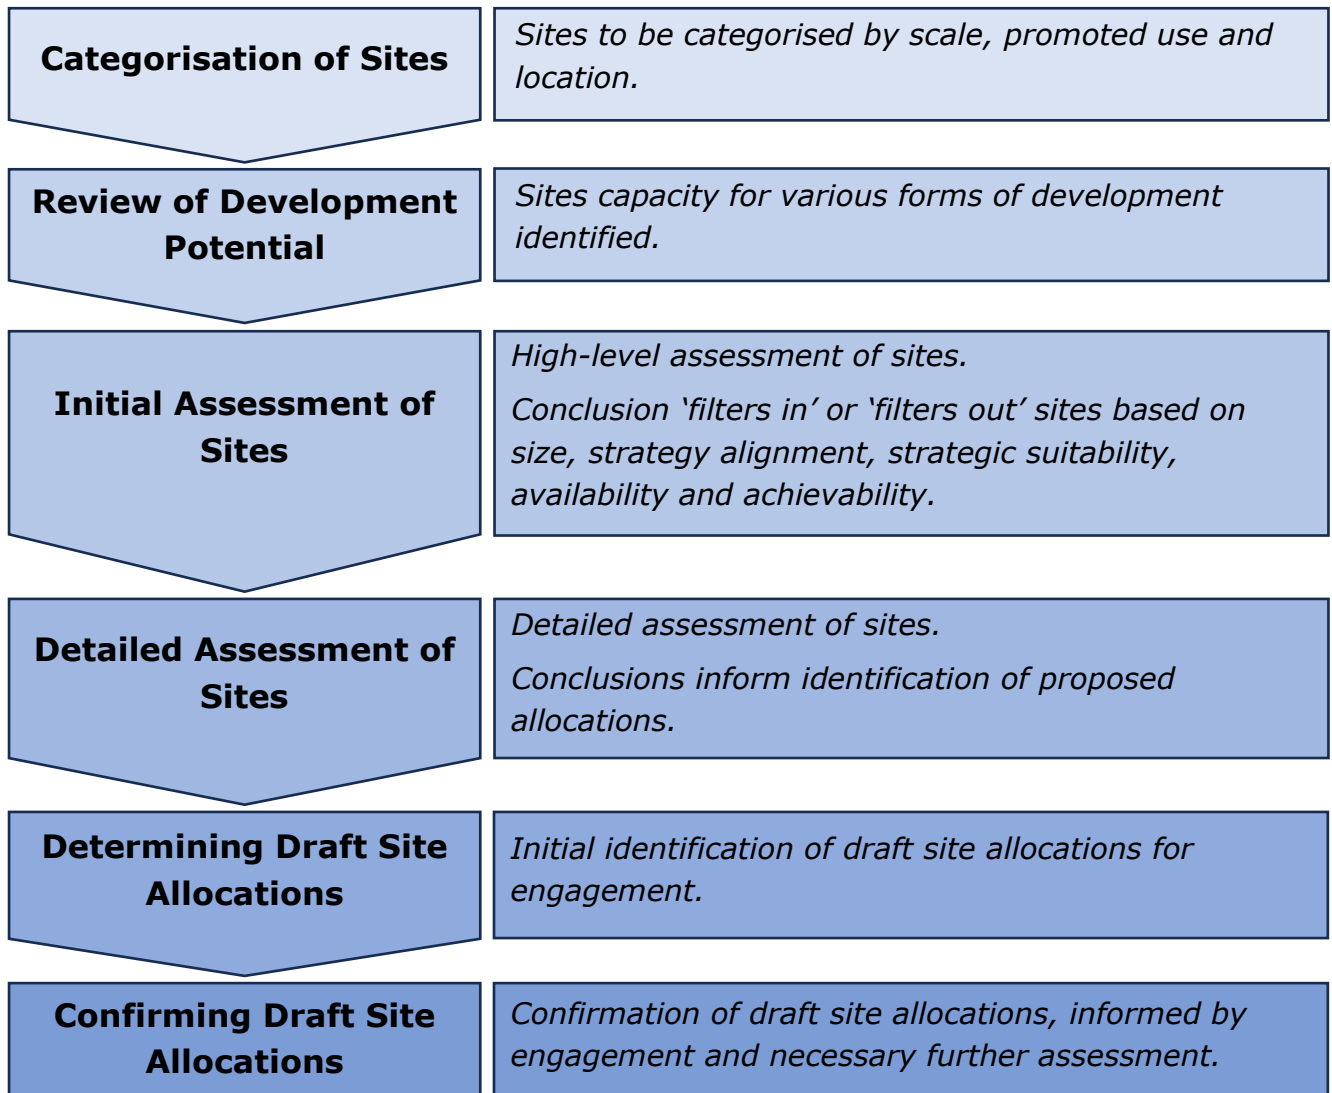 Categorisation of Sites
Sites to be categorised by scale, promoted use and
location.
Review of Development
Potential
Sites capacity for various forms of development
identified.
Initial Assessment of
Sites
High-level assessment of sites.
Conclusion ‘filters in’ or ‘filters out’ sites based on
size, strategy alignment, strategic suitability,
availability and achievability.
Detailed Assessment of
Sites
Detailed assessment of sites.
Conclusions inform identification of proposed
allocations.
Determining Draft Site
Allocations
Initial identification of draft site allocations for
engagement.
Confirming Draft Site
Allocations
Confirmation of draft site allocations, informed by
engagement and necessary further assessment.